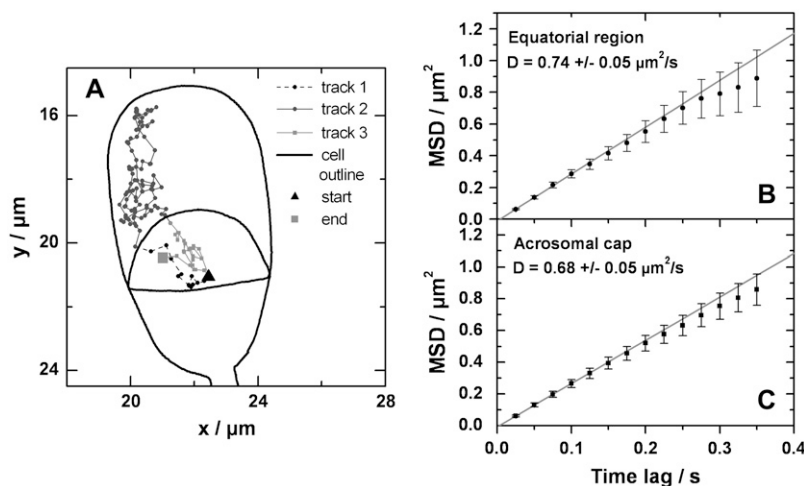 A
track 1
track 2
track 3
cell
outline
start
end
16
20
24
y / μm
20
24
28
x / μm
Equatorial region
D = 0.74 +/- 0.05 μm²/s
1.2
1.0
0.8
0.6
0.4
0.2
0.0
MSD / μm²
B
Acrosomal cap
D = 0.68 +/- 0.05 μm²/s
1.2
1.0
0.8
0.6
0.4
0.2
0.0
MSD / μm²
C
0.0
0.1
0.2
0.3
0.4
Time lag / s